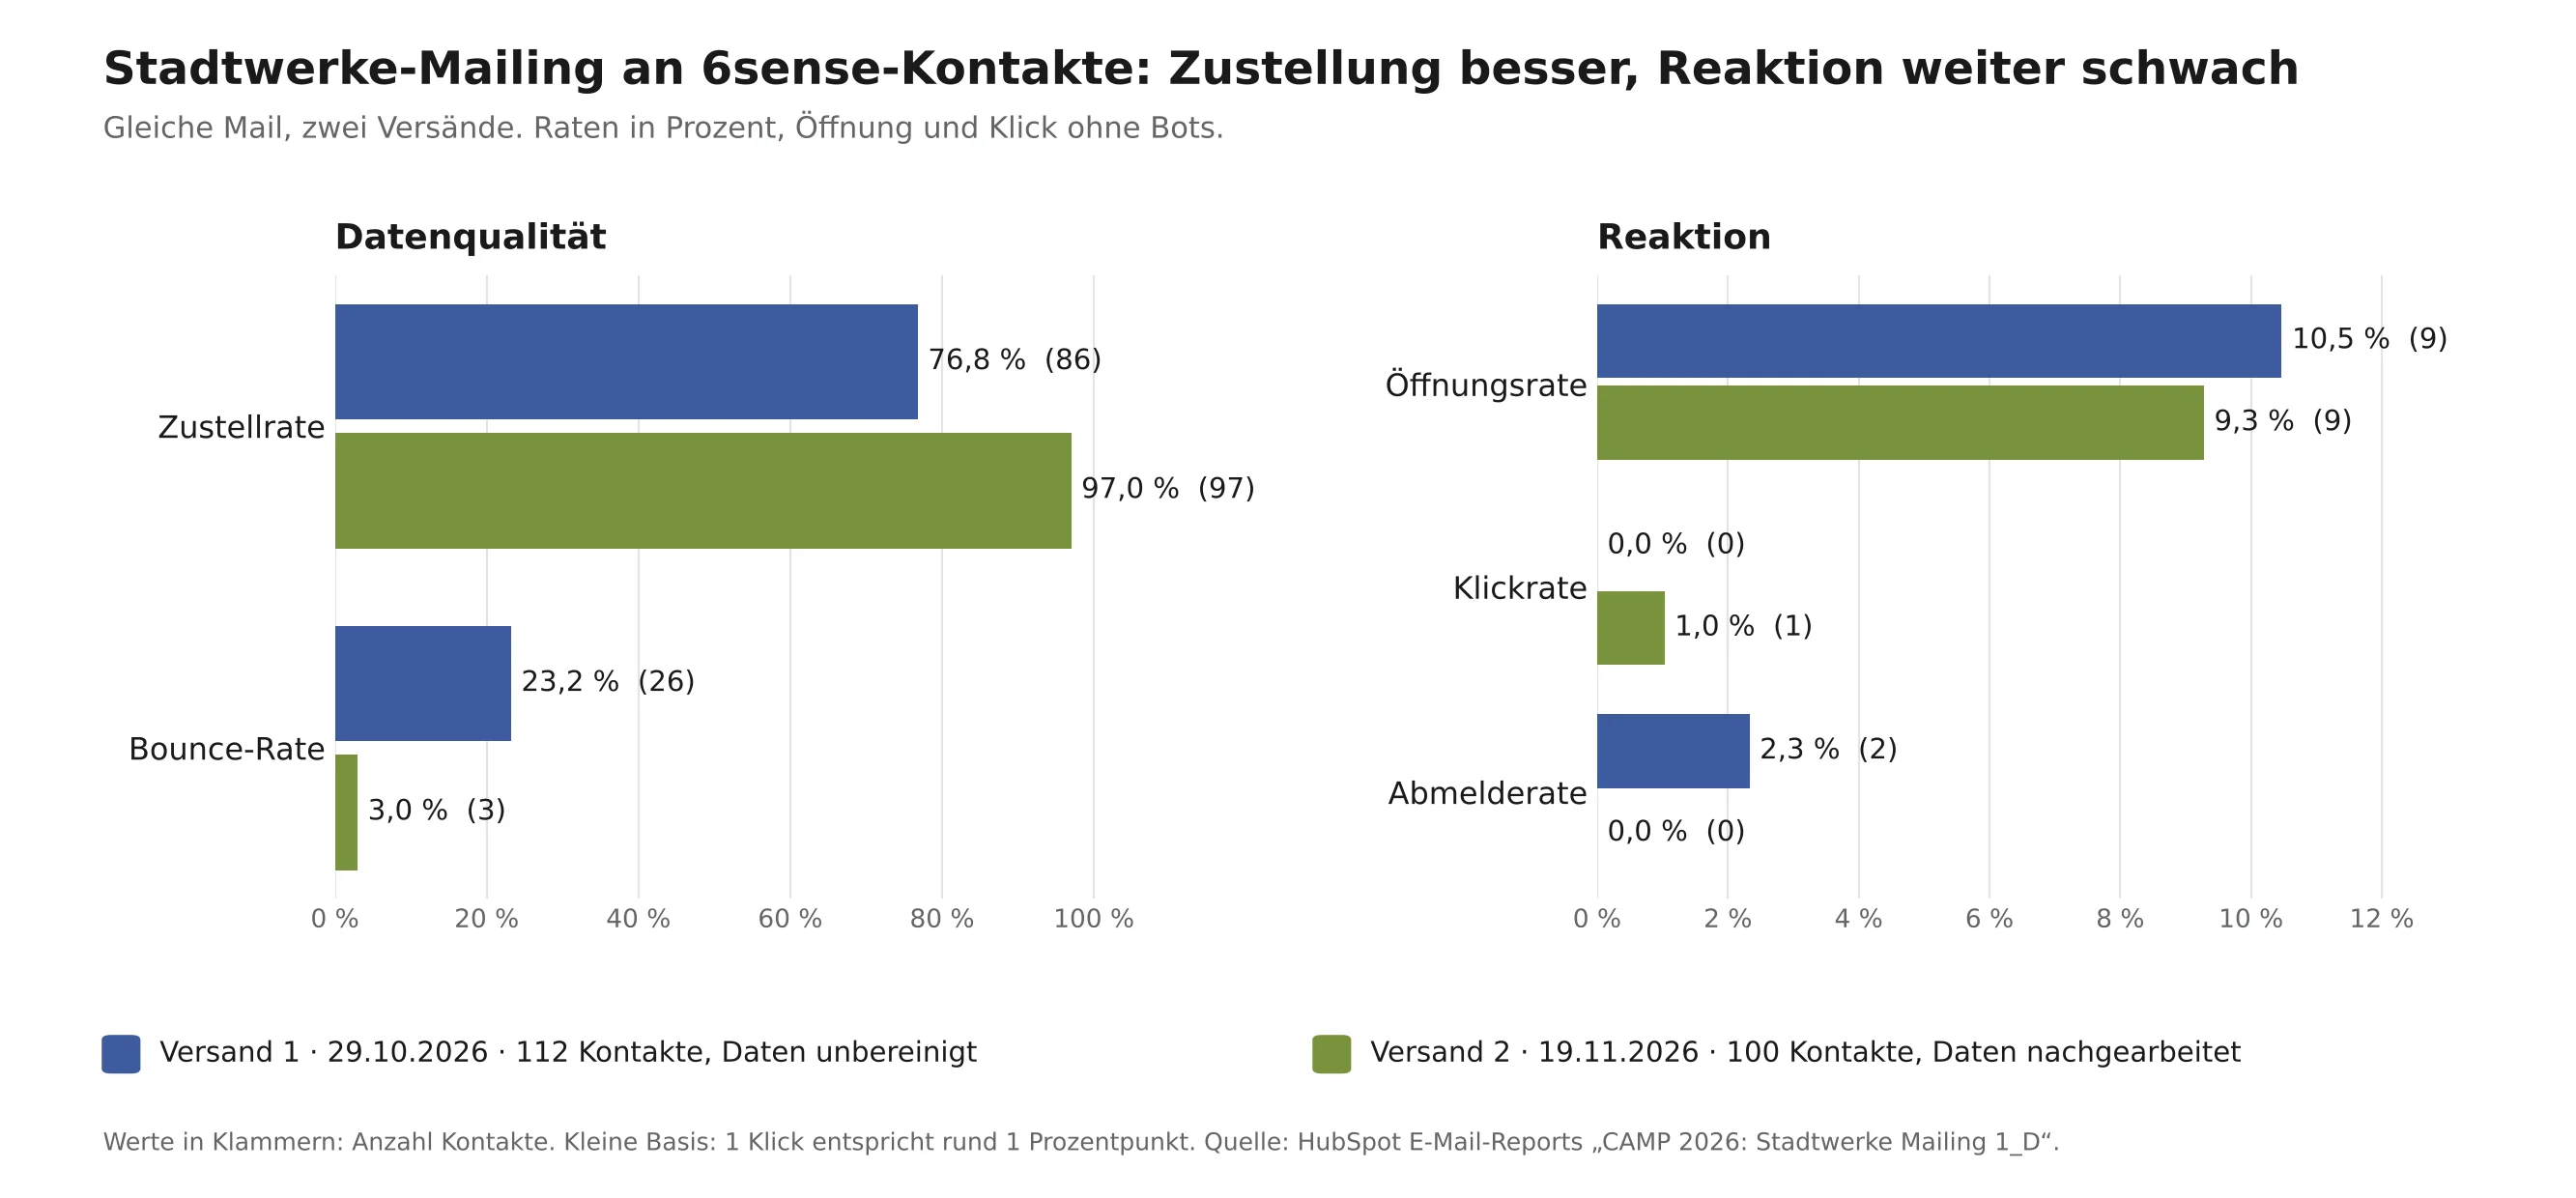 Stadtwerke-Mailing an 6sense-Kontakte: Zustellung besser, Reaktion weiter schwach
Gleiche Mail, zwei Versände. Raten in Prozent, Öffnung und Klick ohne Bots.
Datenqualität
Zustellrate
76,8 % (86)
97,0 % (97)
Bounce-Rate
23,2 % (26)
3,0 % (3)
0 % 20 % 40 % 60 % 80 % 100 %
Reaktion
Öffnungsrate
10,5 % (9)
9,3 % (9)
Klickrate
0,0 % (0)
1,0 % (1)
Abmelderate
2,3 % (2)
0,0 % (0)
0 % 2 % 4 % 6 % 8 % 10 % 12 %
Versand 1 · 29.10.2026 · 112 Kontakte, Daten unbereinigt
Versand 2 · 19.11.2026 · 100 Kontakte, Daten nachgearbeitet
Werte in Klammern: Anzahl Kontakte. Kleine Basis: 1 Klick entspricht rund 1 Prozentpunkt. Quelle: HubSpot E-Mail-Reports „CAMP 2026: Stadtwerke Mailing 1_D“.